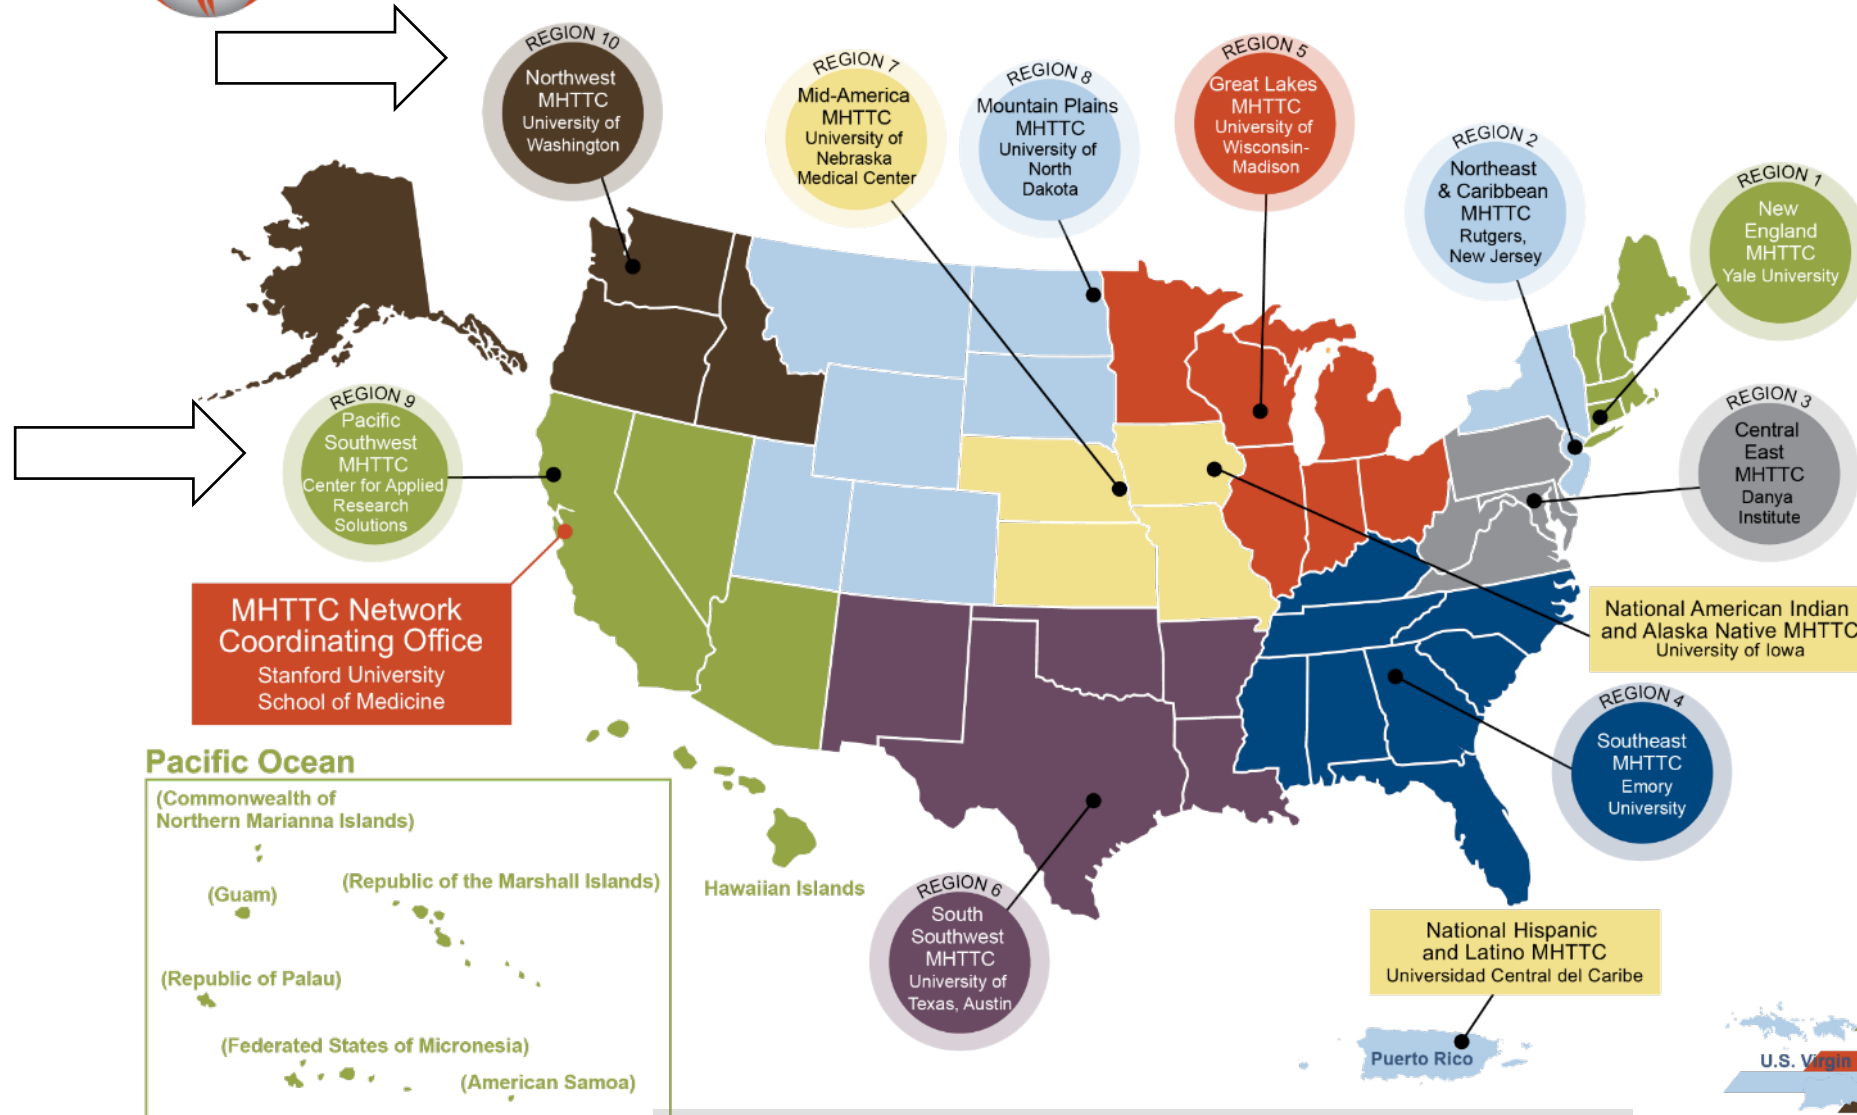 REGION 10
Northwest
MHTTC
University of
Washington
REGION 7
Mid-America
MHTTC
University of
Nebraska
Medical Center
REGION 8
Mountain Plains
MHTTC
University of
North
Dakota
REGION 5
Great Lakes
MHTTC
University of
Wisconsin-
Madison
REGION 2
Northeast
& Caribbean
MHTTC
Rutgers,
New Jersey
REGION 1
New
England
MHTTC
Yale University
REGION 9
Pacific
Southwest
MHTTC
Center for Applied
Research
Solutions
REGION 3
Central
East
MHTTC
Danya
Institute
MHTTC Network
Coordinating Office
Stanford University
School of Medicine
National American Indian
and Alaska Native MHTTC
University of Iowa
REGION 4
Southeast
MHTTC
Emory
University
Pacific Ocean
(Commonwealth of
Northern Marianna Islands)
(Guam)
(Republic of the Marshall Islands)
(Republic of Palau)
(Federated States of Micronesia)
(American Samoa)
Hawaiian Islands
REGION 6
South
Southwest
MHTTC
University of
Texas, Austin
National Hispanic
and Latino MHTTC
Universidad Central del Caribe
Puerto Rico
U.S. Virgin